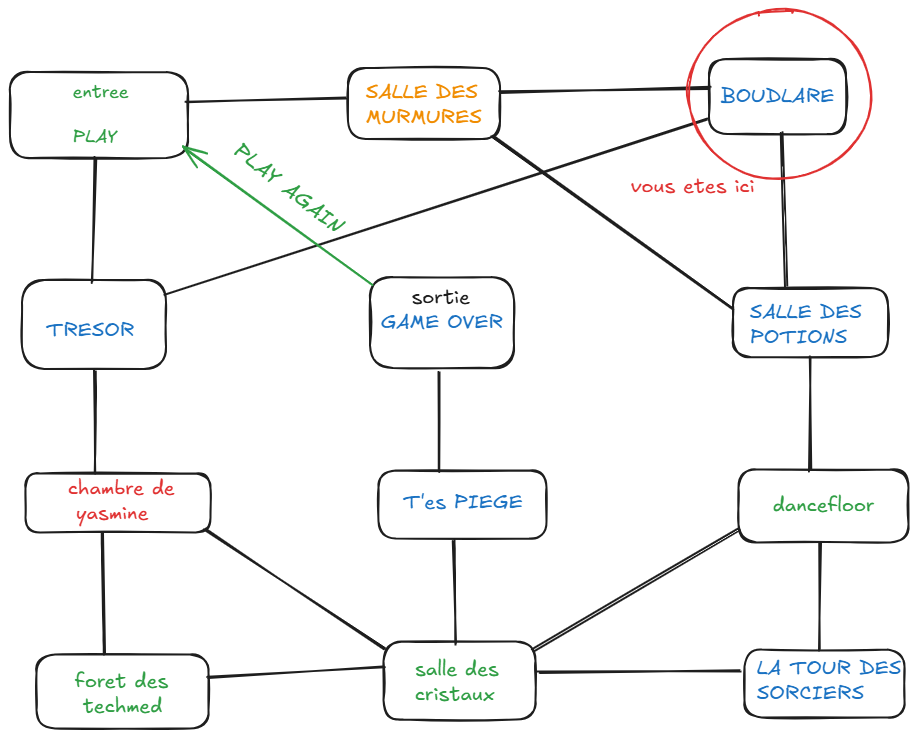 entree
PLAY
SALLE DES
MURMURES
BOUDLARE
PLAY AGAIN
vous etes ici
TRESOR
sortie
GAME OVER
SALLE DES
POTIONS
chambre de
yasmine
T'es PIEGE
dancefloor
foret des
techmed
salle des
cristaux
LA TOUR DES
SORCIERS